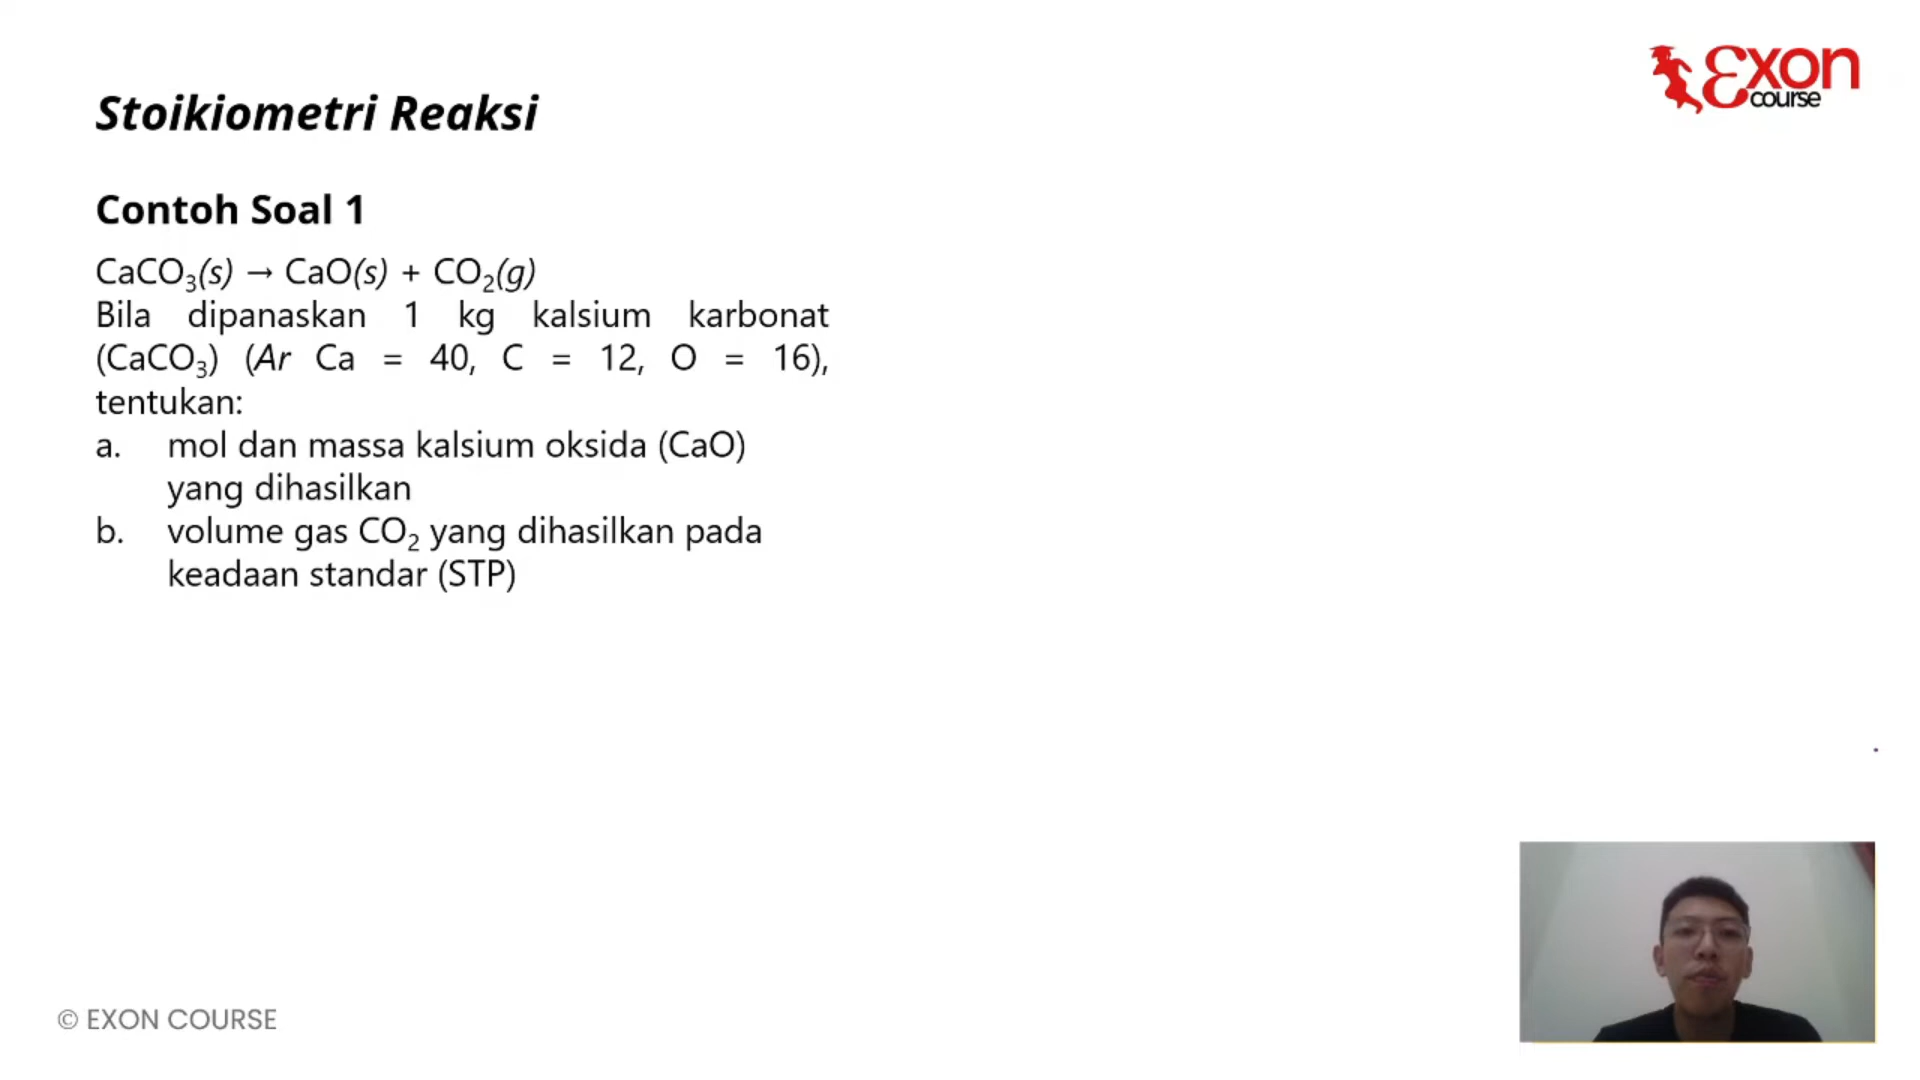 εxon
course
Stoikiometri Reaksi
Contoh Soal 1
CaCO₃(s) → CaO(s) + CO₂(g)
Bila dipanaskan 1 kg kalsium karbonat
(CaCO₃) (Ar Ca = 40, C = 12, O = 16),
tentukan:
a. mol dan massa kalsium oksida (CaO)
yang dihasilkan
b. volume gas CO₂ yang dihasilkan pada
keadaan standar (STP)
© EXON COURSE